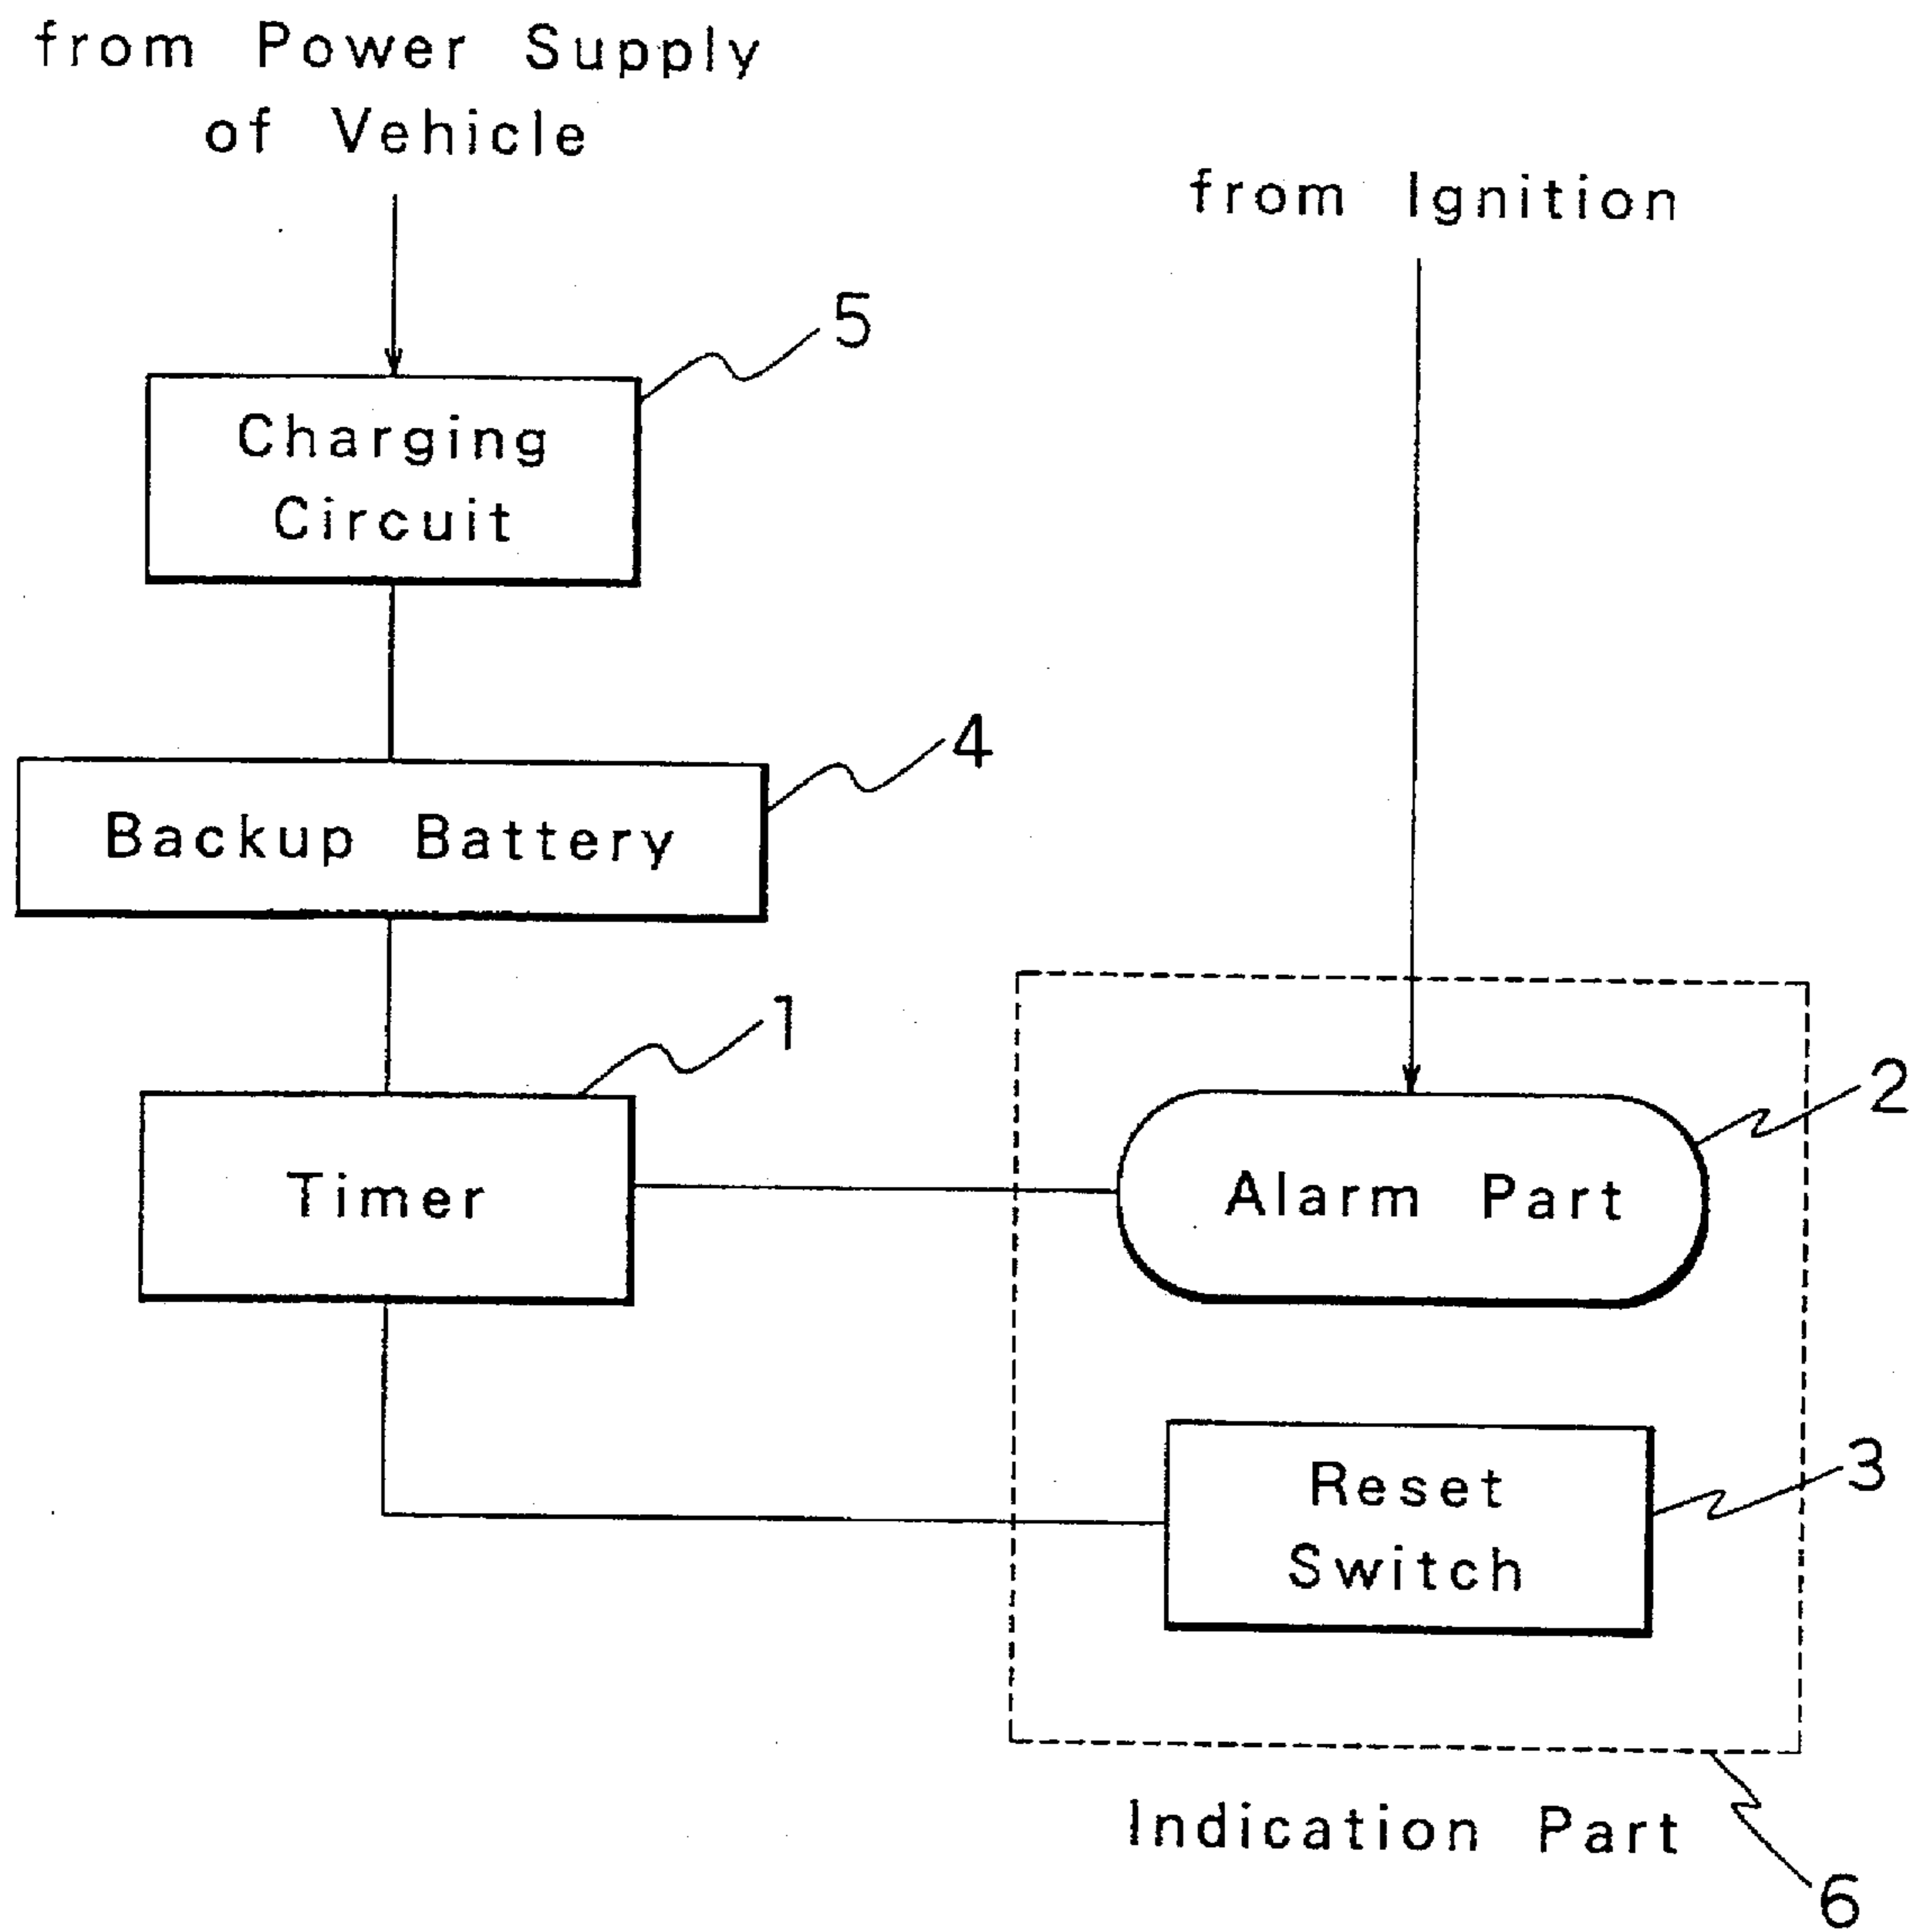 from Power Supply
of Vehicle
from Ignition
5
Charging
Circuit
4
Backup Battery
1
Timer
2
Alarm Part
3
Reset
Switch
Indication Part
6